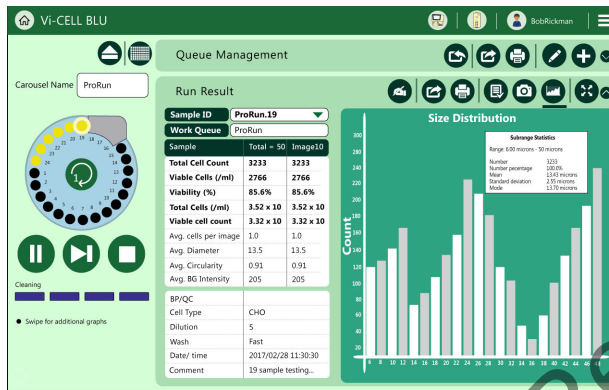 Vi-CELL BLU
BobRickman
Queue Management
Carousel Name
ProRun
Run Result
Sample ID ProRun.19
Work Queue ProRun
Sample Total = 50 Image10
Total Cell Count 3233 3233
Viable Cells (/ml) 2766 2766
Viability (%) 85.6% 85.6%
Total Cells (/ml) 3.52 x 10 3.52 x 10
Viable cell count 3.32 x 10 3.32 x 10
Avg. cells per image 1.0 1.0
Avg. Diameter 13.5 13.5
Avg. Circularity 0.91 0.91
Avg. BG Intensity 205 205
BP/QC
Cell Type CHO
Dilution 5
Wash Fast
Date/ time 2017/02/28 11:30:30
Comment 19 sample testing...
Cleaning
Swipe for additional graphs
Size Distribution
Subrange Statistics
Range: 6.00 microns - 50 microns
Number 3233
Number percentage 100.0%
Mean 13.43 microns
Standard deviation 2.55 microns
Mode 13.70 microns
Count
300
280
260
240
220
200
180
160
140
120
100
80
60
40
20
6 8 10 12 14 16 18 20 22 24 26 28 30 32 34 36 38 40 42 44 46 48